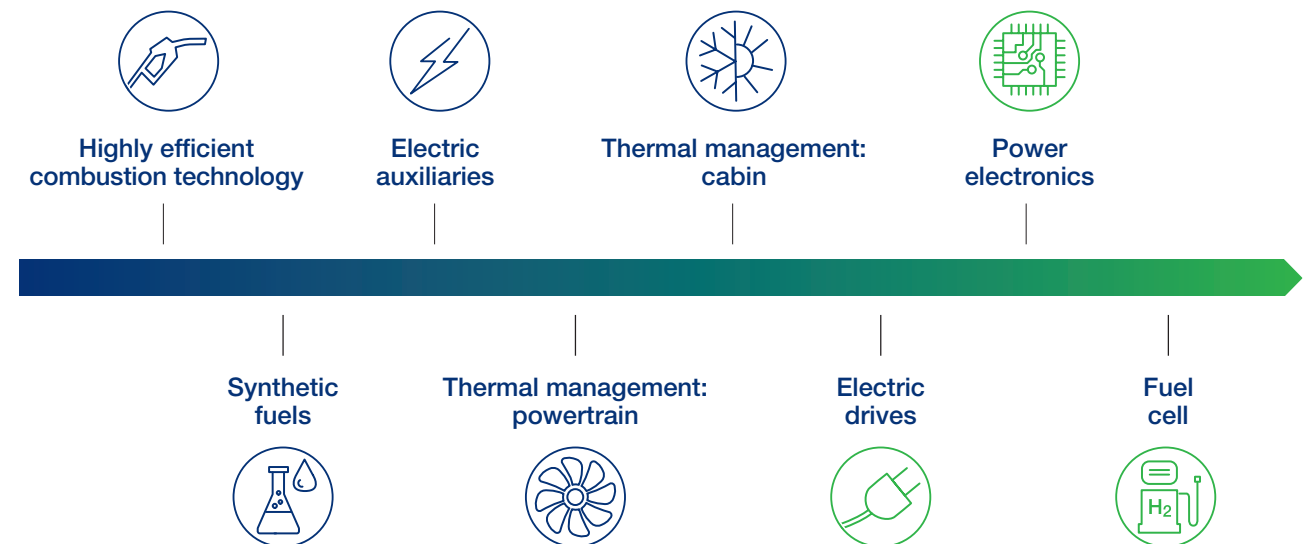 Highly efficient
combustion technology
Electric
auxiliaries
Thermal management:
cabin
Power
electronics
Synthetic
fuels
Thermal management:
powertrain
Electric
drives
Fuel
cell
H₂